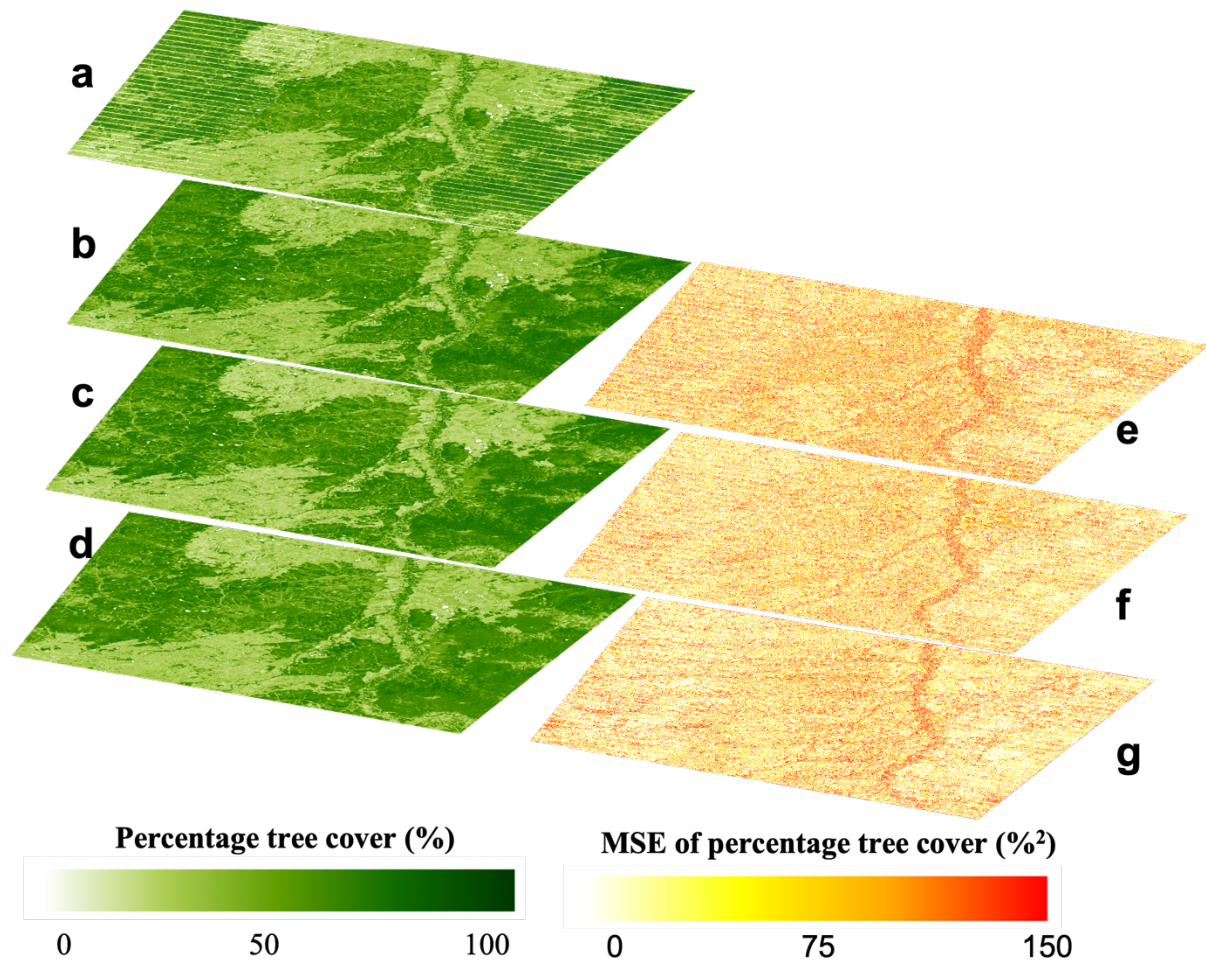 a
b
c
d
e
f
g
Percentage tree cover (%)
0 50 100
MSE of percentage tree cover (%²)
0 75 150